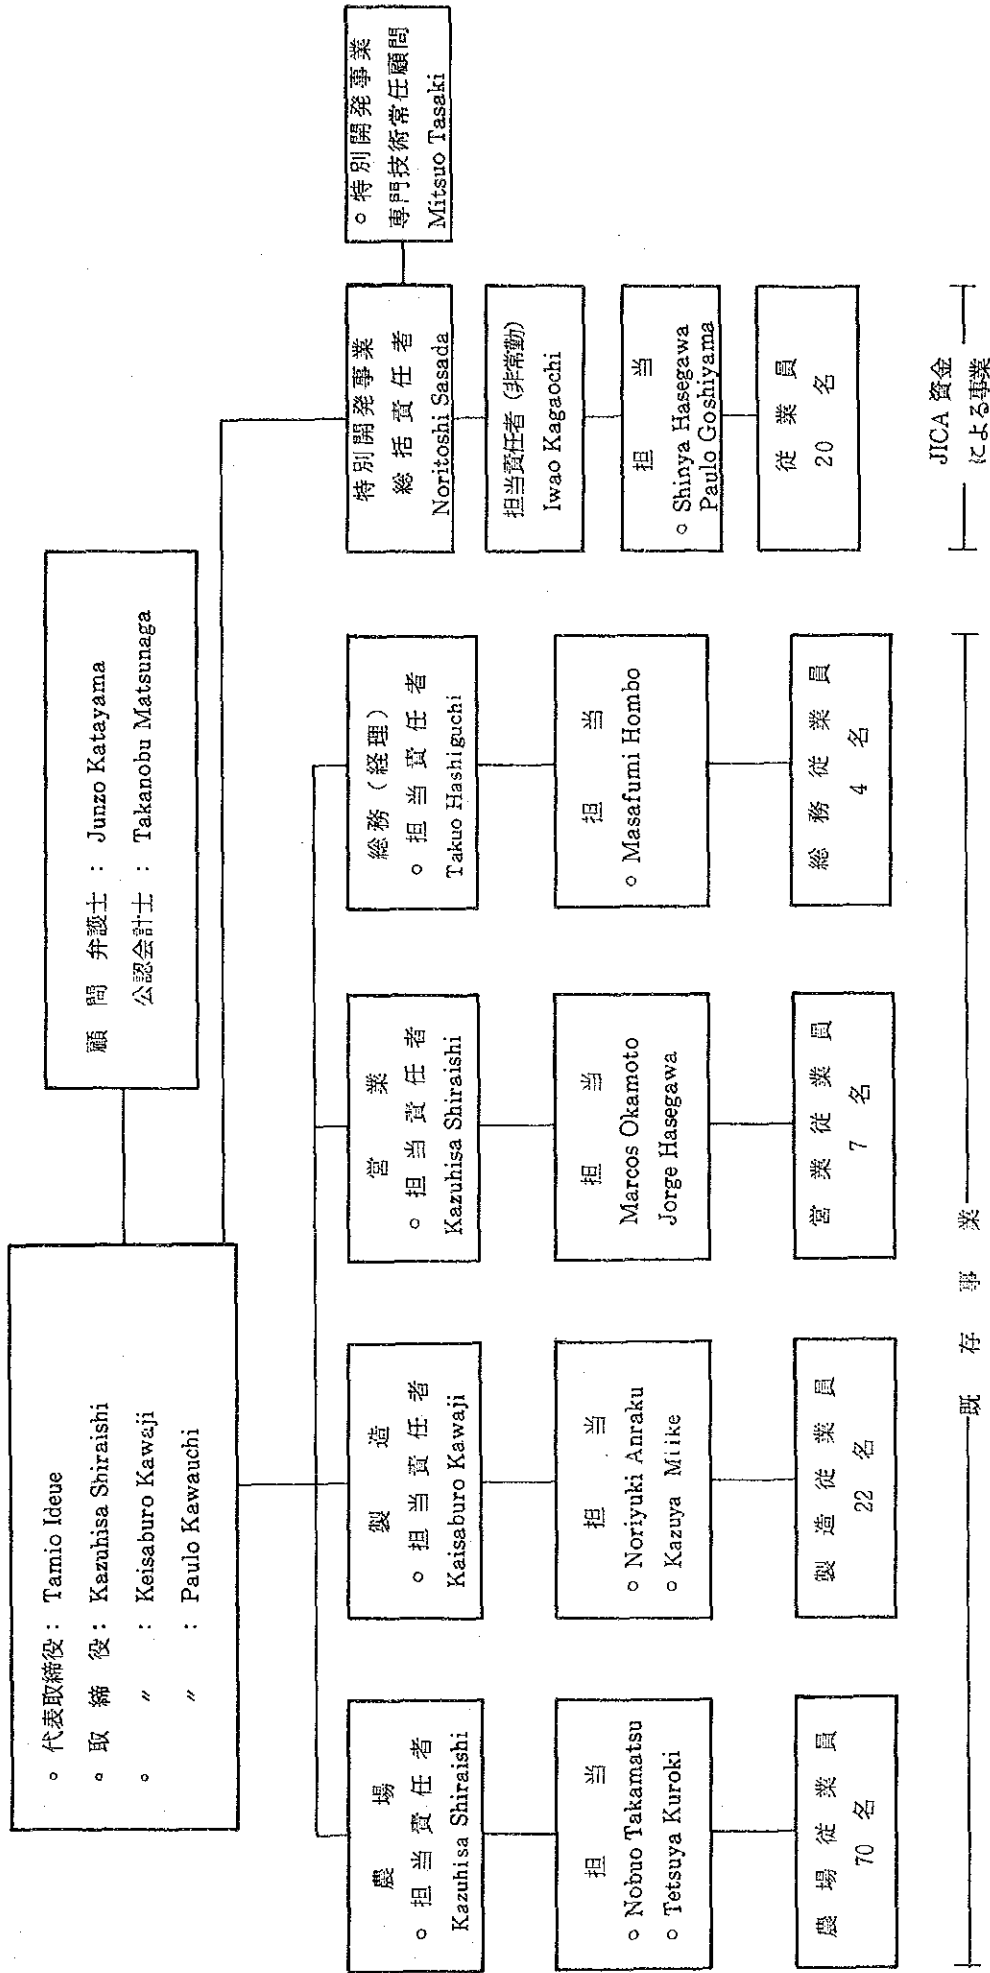 ○ 代表取締役 : Tamio Ideue
○ 取 締 役 : Kazuhisa Shiraishi
○ 〃 : Keisaburo Kawaji
〃 : Paulo Kawauchi
顧 問 弁護士 : Junzo Katayama
公認会計士 : Takanobu Matsunaga
農 場
○ 担 当 責 任 者
Kazuhisa Shiraishi
担 当
○ Nobuo Takamatsu
○ Tetsuya Kuroki
農 場 従 業 員
70 名
製 造
○ 担 当 責 任 者
Kaisaburo Kawaji
担 当
○ Noriyuki Anraku
○ Kazuya Miike
製 造 従 業 員
22 名
営 業
○ 担 当 責 任 者
Kazuhisa Shiraishi
担 当
Marcos Okamoto
Jorge Hasegawa
営 業 従 業 員
7 名
総務 (経理)
○ 担 当 責 任 者
Takuo Hashiguchi
担 当
○ Masafumi Hombo
総 務 従 業 員
4 名
特別開発事業
総 括 責 任 者
Noritoshi Sasada
担当責任者 (非常勤)
Iwao Kagaochi
担 当
○ Shinya Hasegawa
Paulo Goshiyama
従 業 員
20 名
○ 特別開発事業
専門技術常任顧問
Mitsuo Tasaki
既 存 事 業
JICA 資金
による事業